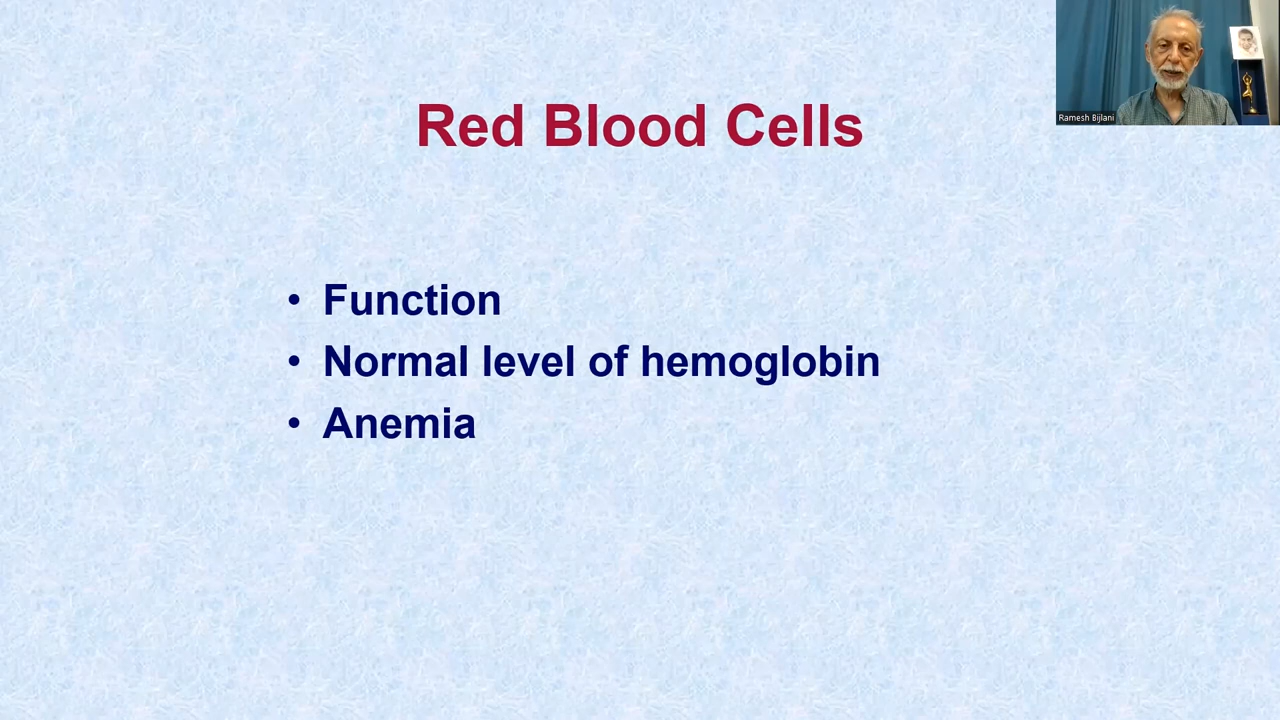 Red Blood Cells
• Function
• Normal level of hemoglobin
• Anemia
Ramesh Bijlani